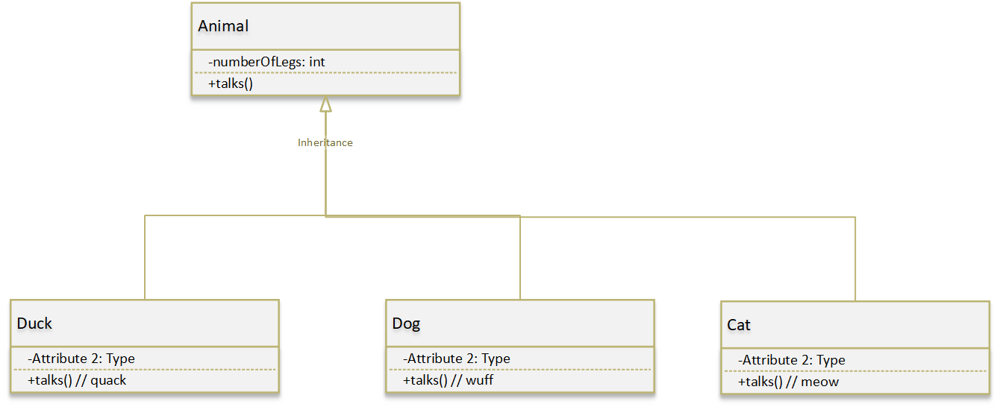 Animal
-numberOfLegs: int
+talks()
Inheritance
Duck
-Attribute 2: Type
+talks() // quack
Dog
-Attribute 2: Type
+talks() // wuff
Cat
-Attribute 2: Type
+talks() // meow